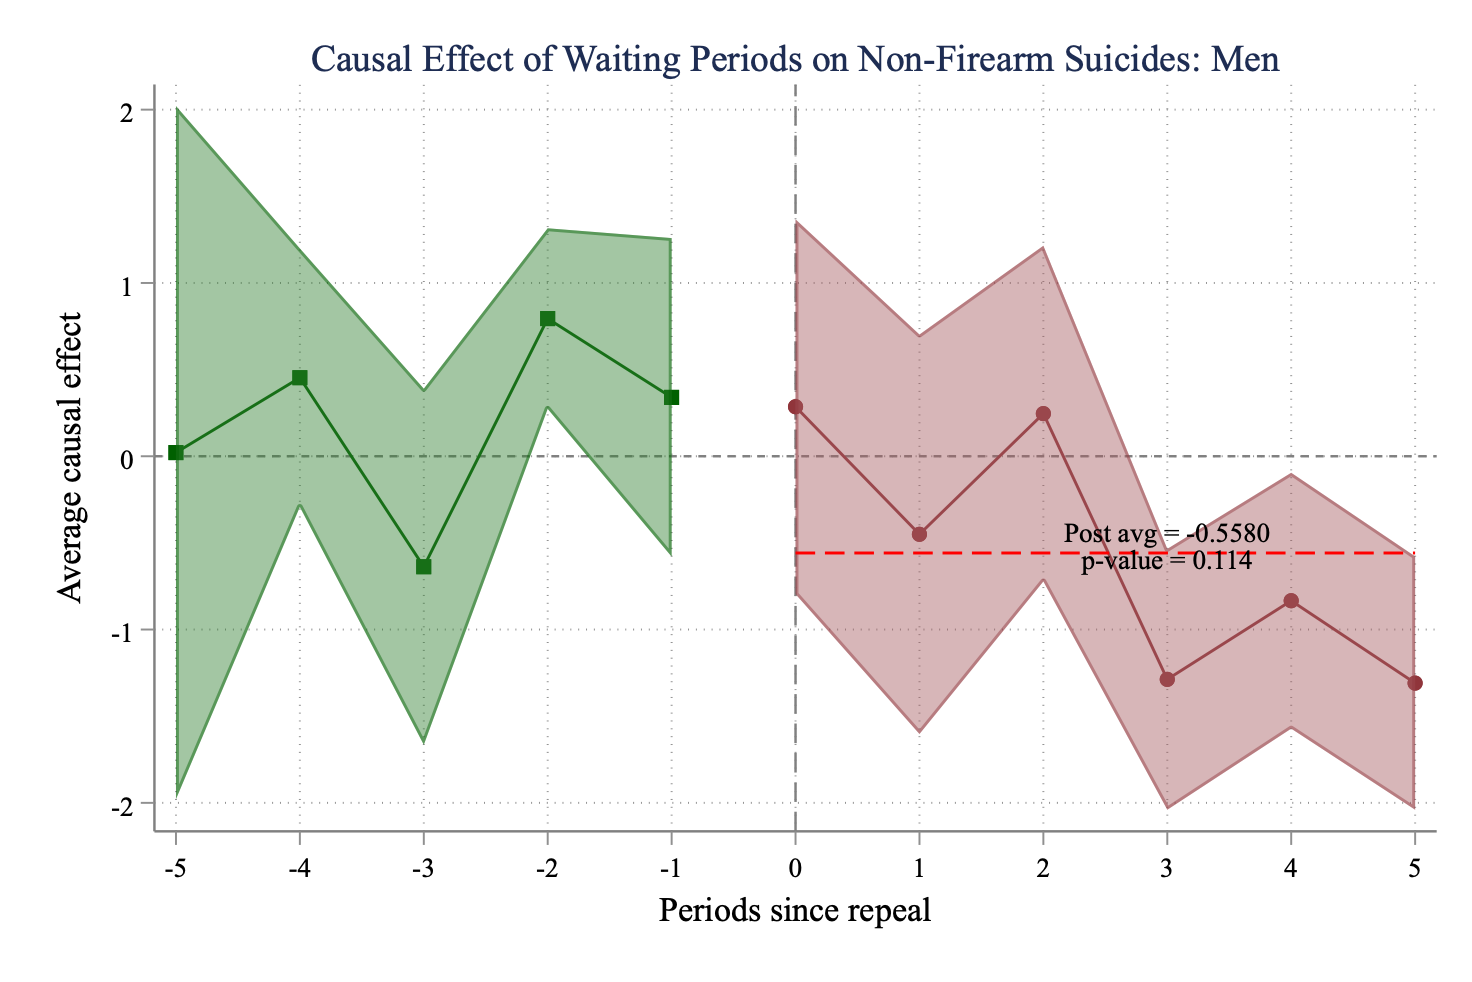 Causal Effect of Waiting Periods on Non-Firearm Suicides: Men
Average causal effect
2
1
0
-1
-2
Post avg = -0.5580
p-value = 0.114
-5 -4 -3 -2 -1 0 1 2 3 4 5
Periods since repeal